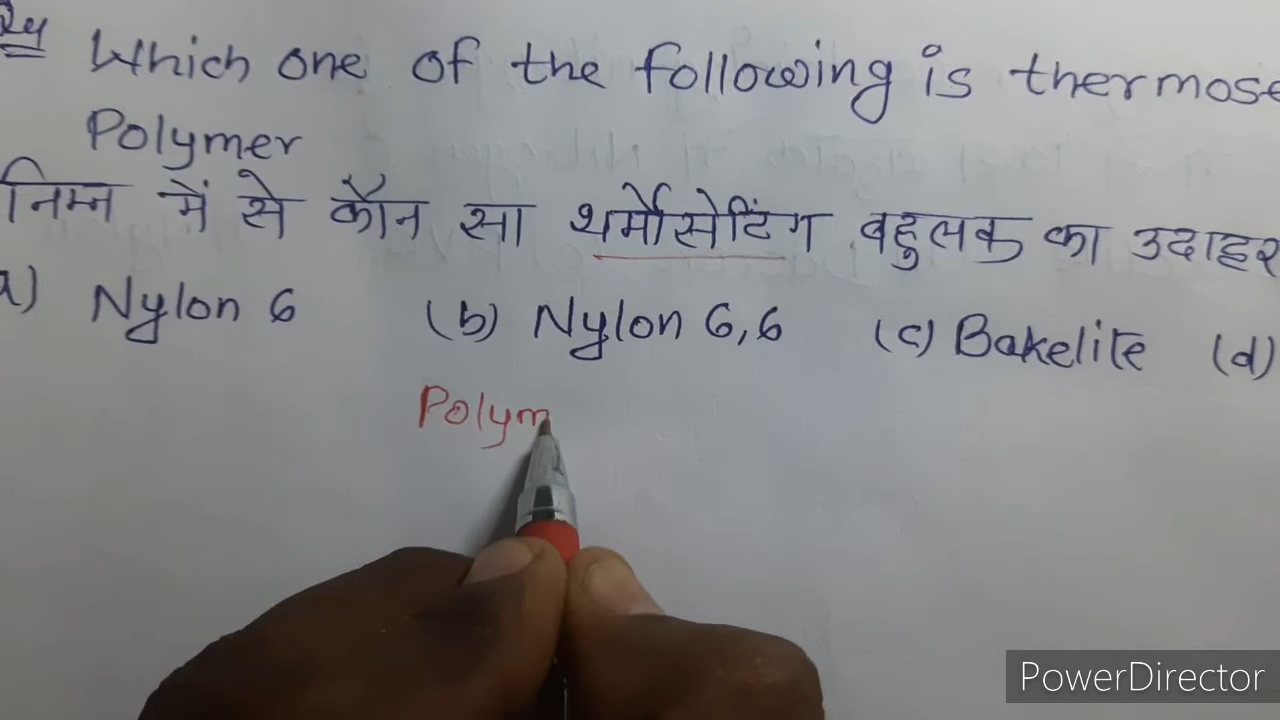 Which one of the following is thermose
Polymer
निम्न में से कौन सा थर्मोसेटिंग बहुलक का उदाहर
a) Nylon 6 (b) Nylon 6,6 (c) Bakelite (d)
Polym
PowerDirector